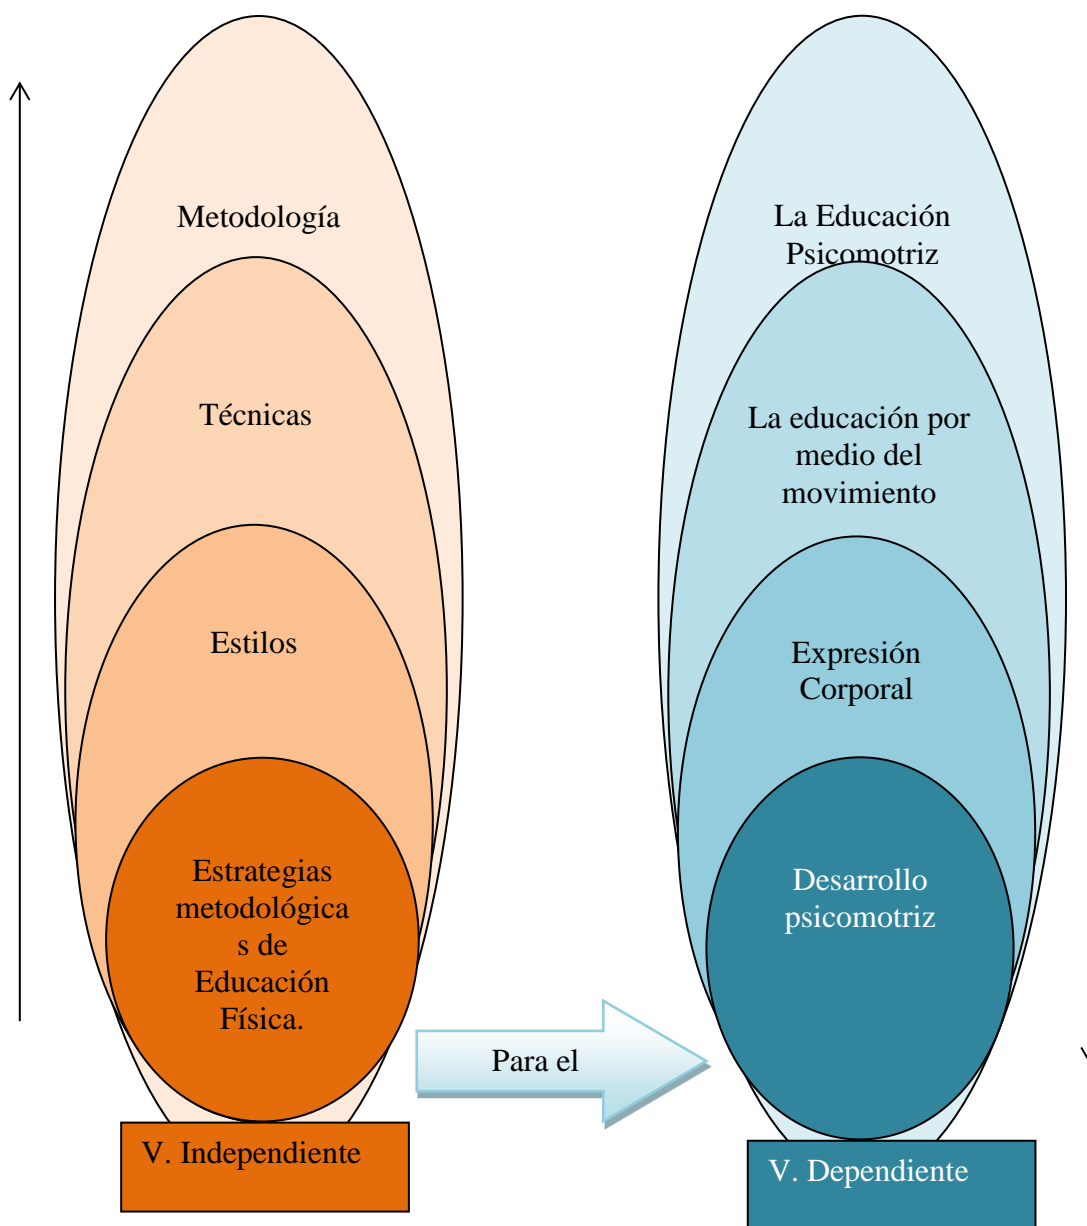 Metodología
Técnicas
Estilos
Estrategias
metodológica
s de
Educación
Física.
V. Independiente
Para el
La Educación
Psicomotriz
La educación por
medio del
movimiento
Expresión
Corporal
Desarrollo
psicomotriz
V. Dependiente